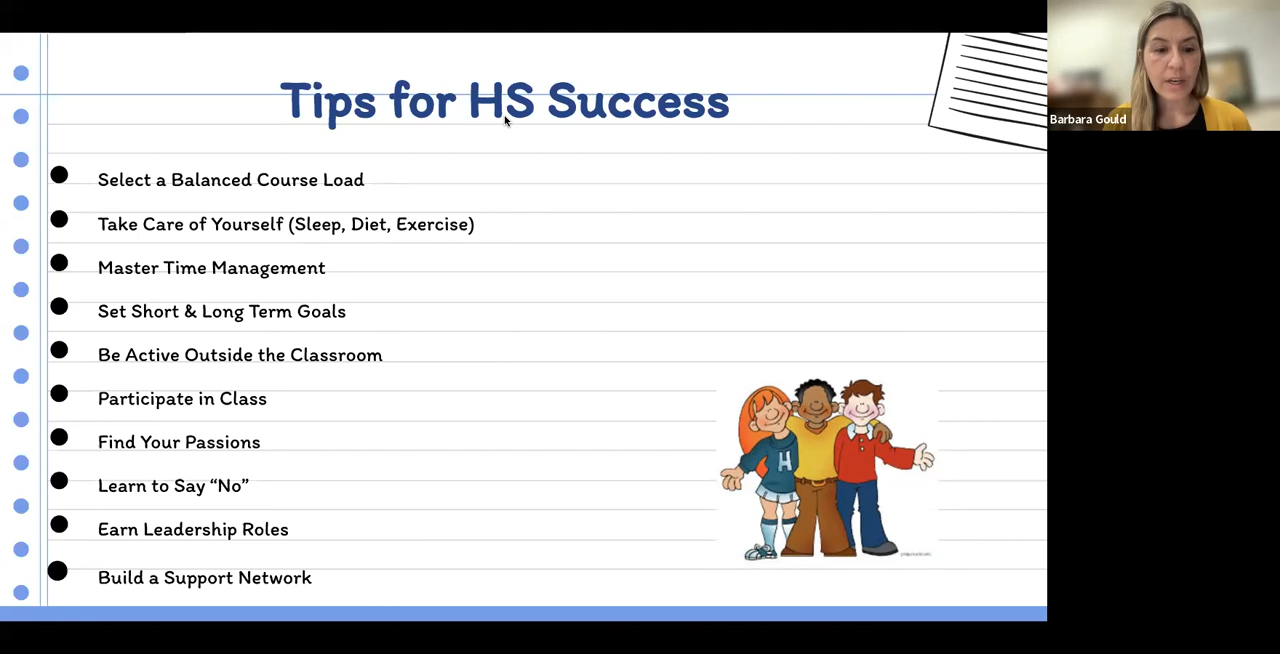 Tips for HS Success
Barbara Gould
Select a Balanced Course Load
Take Care of Yourself (Sleep, Diet, Exercise)
Master Time Management
Set Short & Long Term Goals
Be Active Outside the Classroom
Participate in Class
Find Your Passions
H
Learn to Say “No”
Earn Leadership Roles
Build a Support Network